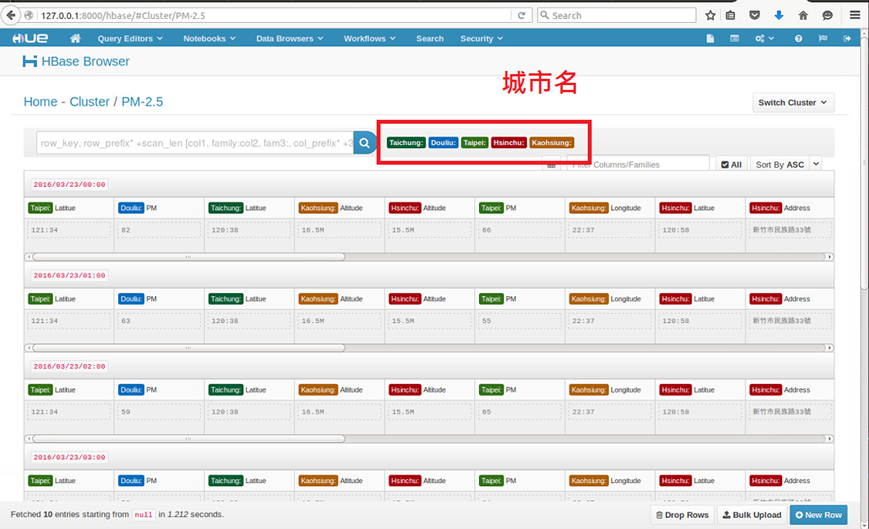 127.0.0.1:8000/hbase/#Cluster/PM-2.5
Search
HUE Query Editors Notebooks Data Browsers Workflows Search Security
HBase Browser
城市名
Home - Cluster / PM-2.5
Switch Cluster
row_key, row_prefix* +scan_len [col1, family:col2, fam3:, col_prefix* +3
Taichung: Douliu: Taipei: Hsinchu: Kaohsiung:
Filter Columns/Families All Sort By ASC
2016/03/23/00:00
Taipei: Latitue Douliu: PM Taichung: Latitue Kaohsiung: Altitude Hsinchu: Altitude Taipei: PM Kaohsiung: Longitude Hsinchu: Latitue Hsinchu: Address
121:34 82 120:38 16.5M 15.5M 66 22:37 120:58 新竹市民族路33號
2016/03/23/01:00
Taipei: Latitue Douliu: PM Taichung: Latitue Kaohsiung: Altitude Hsinchu: Altitude Taipei: PM Kaohsiung: Longitude Hsinchu: Latitue Hsinchu: Address
121:34 63 120:38 16.5M 15.5M 55 22:37 120:58 新竹市民族路33號
2016/03/23/02:00
Taipei: Latitue Douliu: PM Taichung: Latitue Kaohsiung: Altitude Hsinchu: Altitude Taipei: PM Kaohsiung: Longitude Hsinchu: Latitue Hsinchu: Address
121:34 59 120:38 16.5M 15.5M 65 22:37 120:58 新竹市民族路33號
2016/03/23/03:00
Taipei: Latitue Douliu: PM Taichung: Latitue Kaohsiung: Altitude Hsinchu: Altitude Taipei: PM Kaohsiung: Longitude Hsinchu: Latitue Hsinchu: Address
Fetched 10 entries starting from null in 1.212 seconds.
Drop Rows Bulk Upload New Row